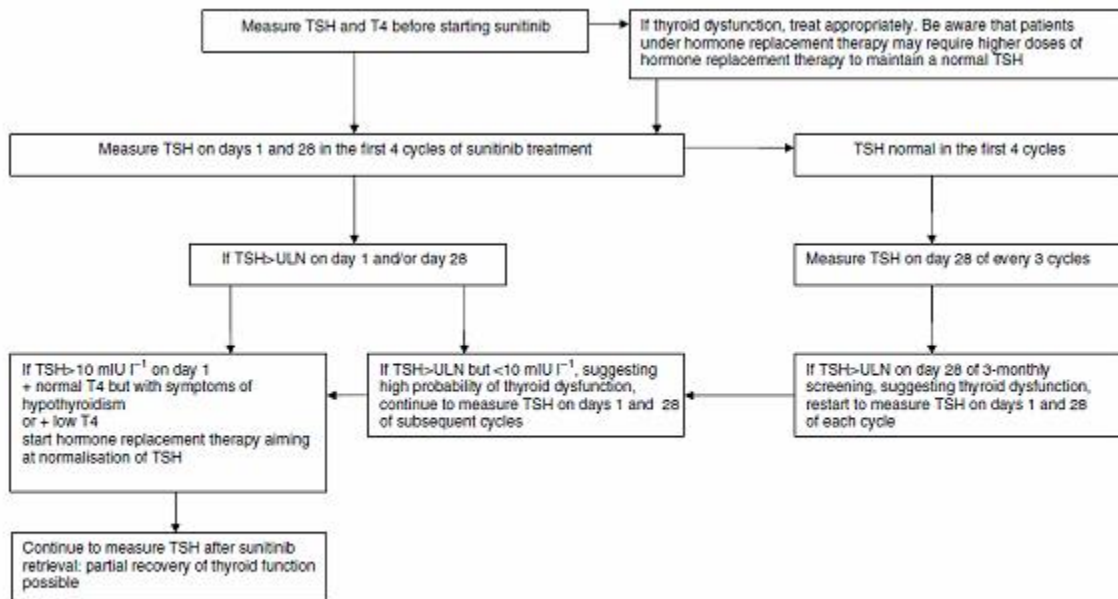 Measure TSH and T4 before starting sunitinib
If thyroid dysfunction, treat appropriately. Be aware that patients
under hormone replacement therapy may require higher doses of
hormone replacement therapy to maintain a normal TSH
Measure TSH on days 1 and 28 in the first 4 cycles of sunitinib treatment
TSH normal in the first 4 cycles
If TSH>ULN on day 1 and/or day 28
Measure TSH on day 28 of every 3 cycles
If TSH>10 mIU l⁻¹ on day 1
+ normal T4 but with symptoms of
hypothyroidism
or + low T4
start hormone replacement therapy aiming
at normalisation of TSH
If TSH>ULN but <10 mIU l⁻¹, suggesting
high probability of thyroid dysfunction,
continue to measure TSH on days 1 and 28
of subsequent cycles
If TSH>ULN on day 28 of 3-monthly
screening, suggesting thyroid dysfunction,
restart to measure TSH on days 1 and 28
of each cycle
Continue to measure TSH after sunitinib
retrieval: partial recovery of thyroid function
possible